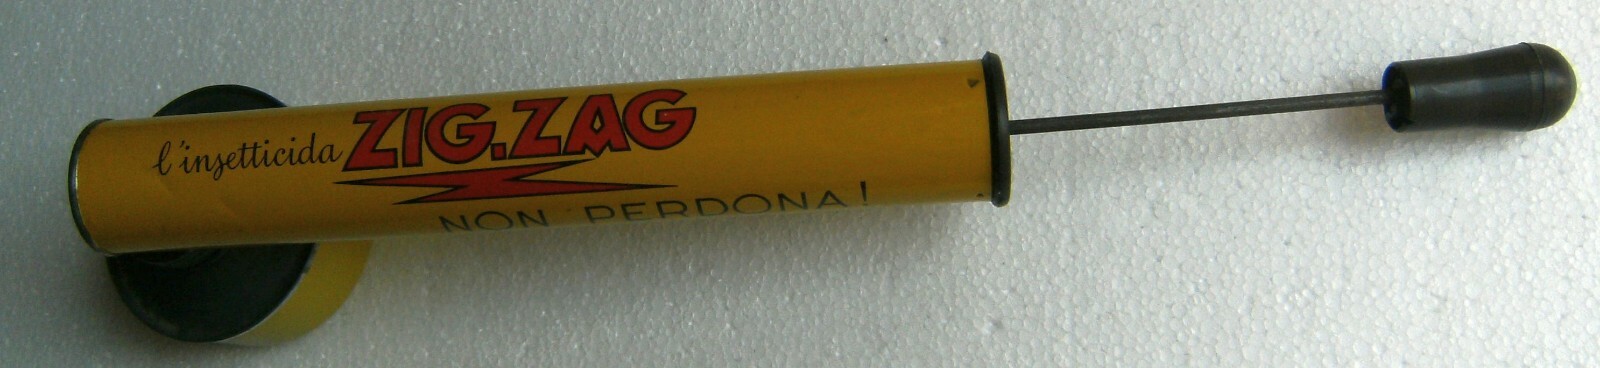 l'insetticida ZIG.ZAG
NON PERDONA!